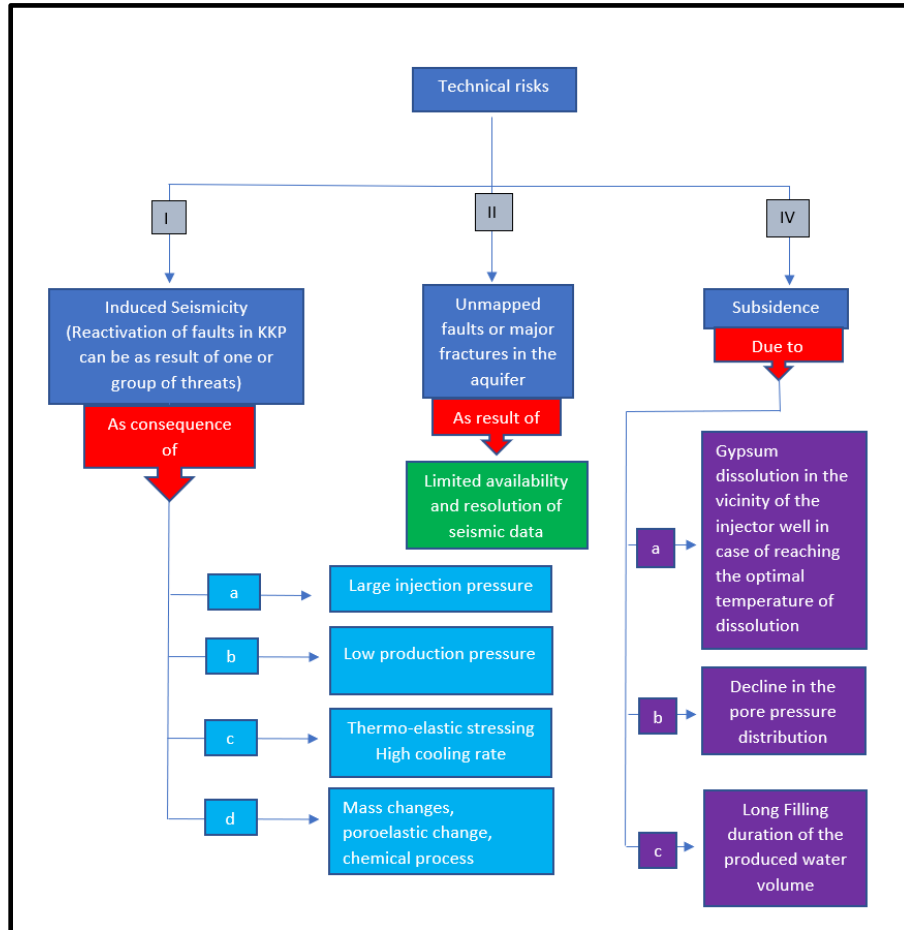 Technical risks
I
II
IV
Induced Seismicity
(Reactivation of faults in KKP
can be as result of one or
group of threats)
As consequence
of
Unmapped
faults or major
fractures in the
aquifer
As result of
Limited availability
and resolution of
seismic data
Subsidence
Due to
a
Large injection pressure
b
Low production pressure
c
Thermo-elastic stressing
High cooling rate
d
Mass changes,
poroelastic change,
chemical process
a
Gypsum
dissolution in the
vicinity of the
injector well in
case of reaching
the optimal
temperature of
dissolution
b
Decline in the
pore pressure
distribution
c
Long Filling
duration of the
produced water
volume